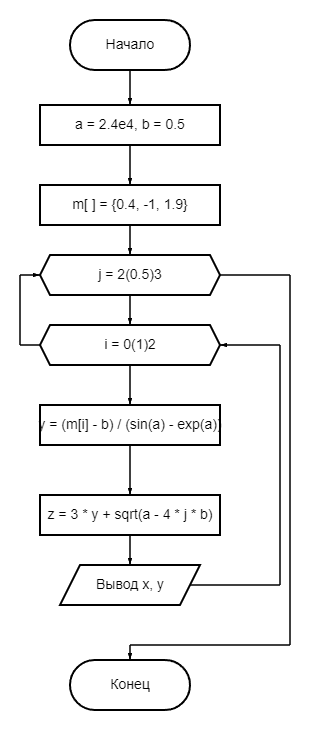 Начало
a = 2.4e4, b = 0.5
m[ ] = {0.4, -1, 1.9}
j = 2(0.5)3
i = 0(1)2
y = (m[i] - b) / (sin(a) - exp(a))
z = 3 * y + sqrt(a - 4 * j * b)
Вывод x, y
Конец